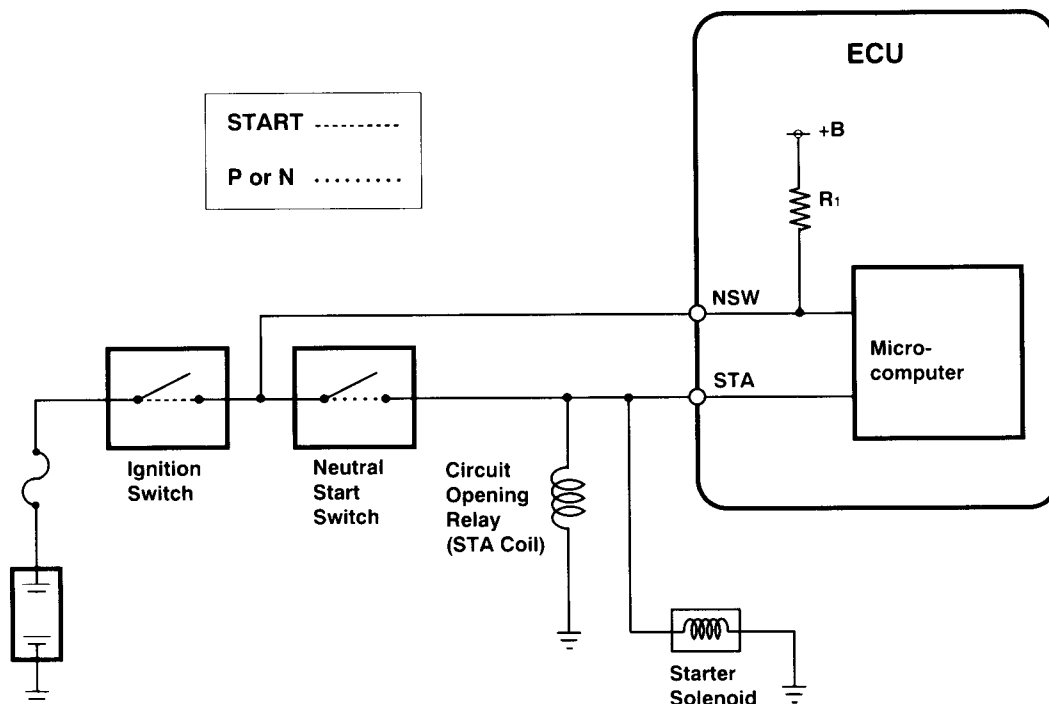 ECU
START
P or N
+B
R1
NSW
STA
Micro-
computer
Ignition
Switch
Neutral
Start
Switch
Circuit
Opening
Relay
(STA Coil)
Starter
Solenoid